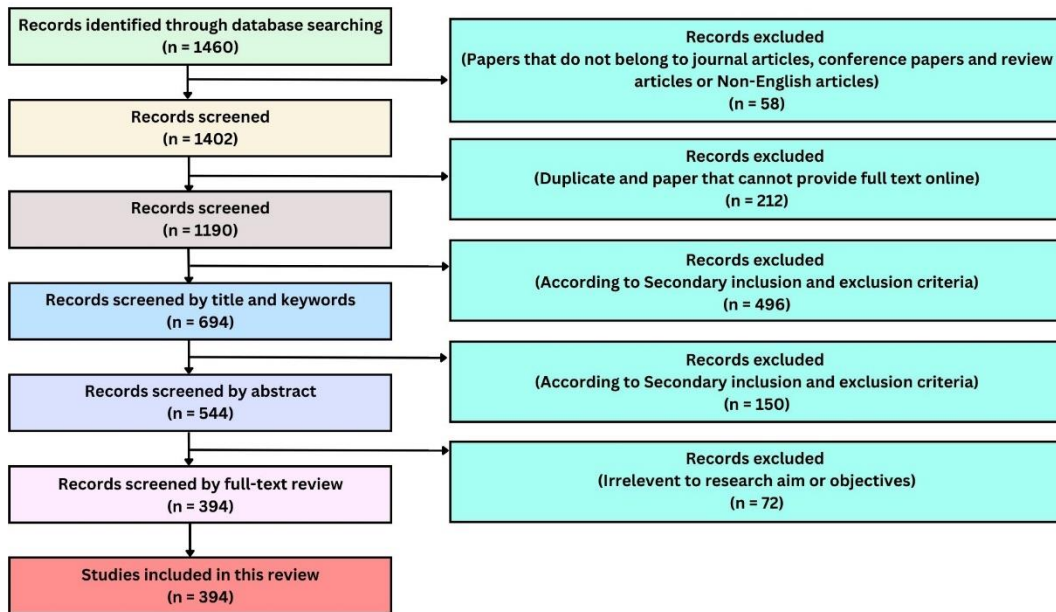 Records identified through database searching
(n = 1460)
Records excluded
(Papers that do not belong to journal articles, conference papers and review
articles or Non-English articles)
(n = 58)
Records screened
(n = 1402)
Records excluded
(Duplicate and paper that cannot provide full text online)
(n = 212)
Records screened
(n = 1190)
Records excluded
(According to Secondary inclusion and exclusion criteria)
(n = 496)
Records screened by title and keywords
(n = 694)
Records excluded
(According to Secondary inclusion and exclusion criteria)
(n = 150)
Records screened by abstract
(n = 544)
Records excluded
(Irrelevent to research aim or objectives)
(n = 72)
Records screened by full-text review
(n = 394)
Studies included in this review
(n = 394)